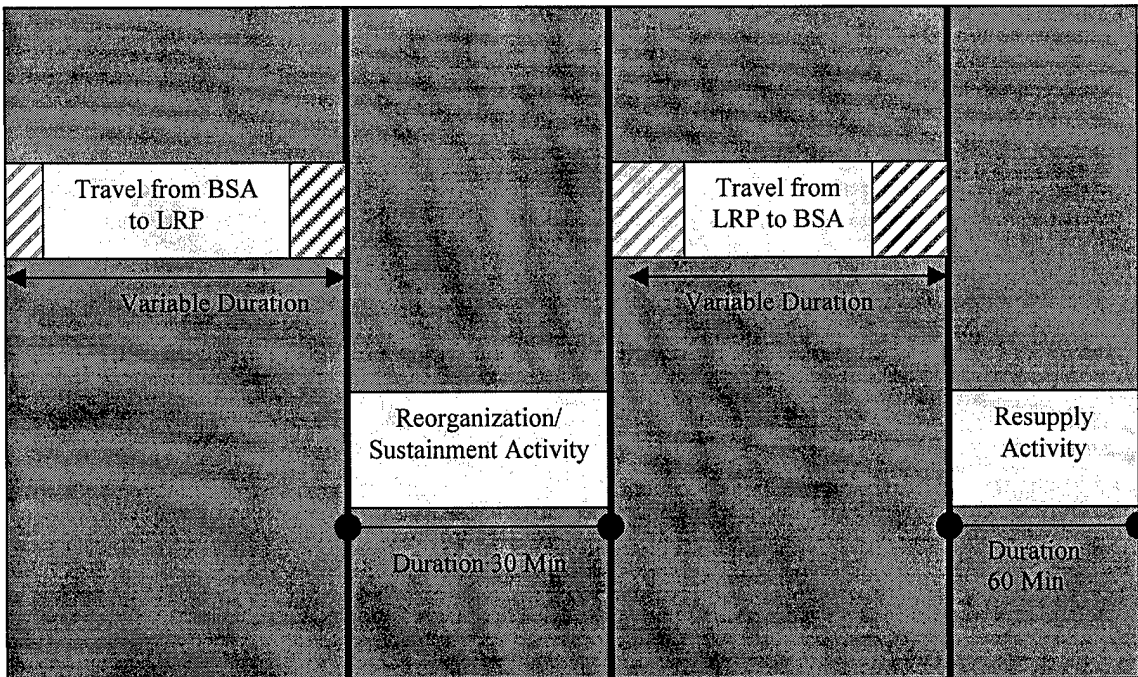 Travel from BSA
to LRP
Variable Duration
Reorganization/
Sustainment Activity
Duration 30 Min
Travel from
LRP to BSA
Variable Duration
Resupply
Activity
Duration
60 Min